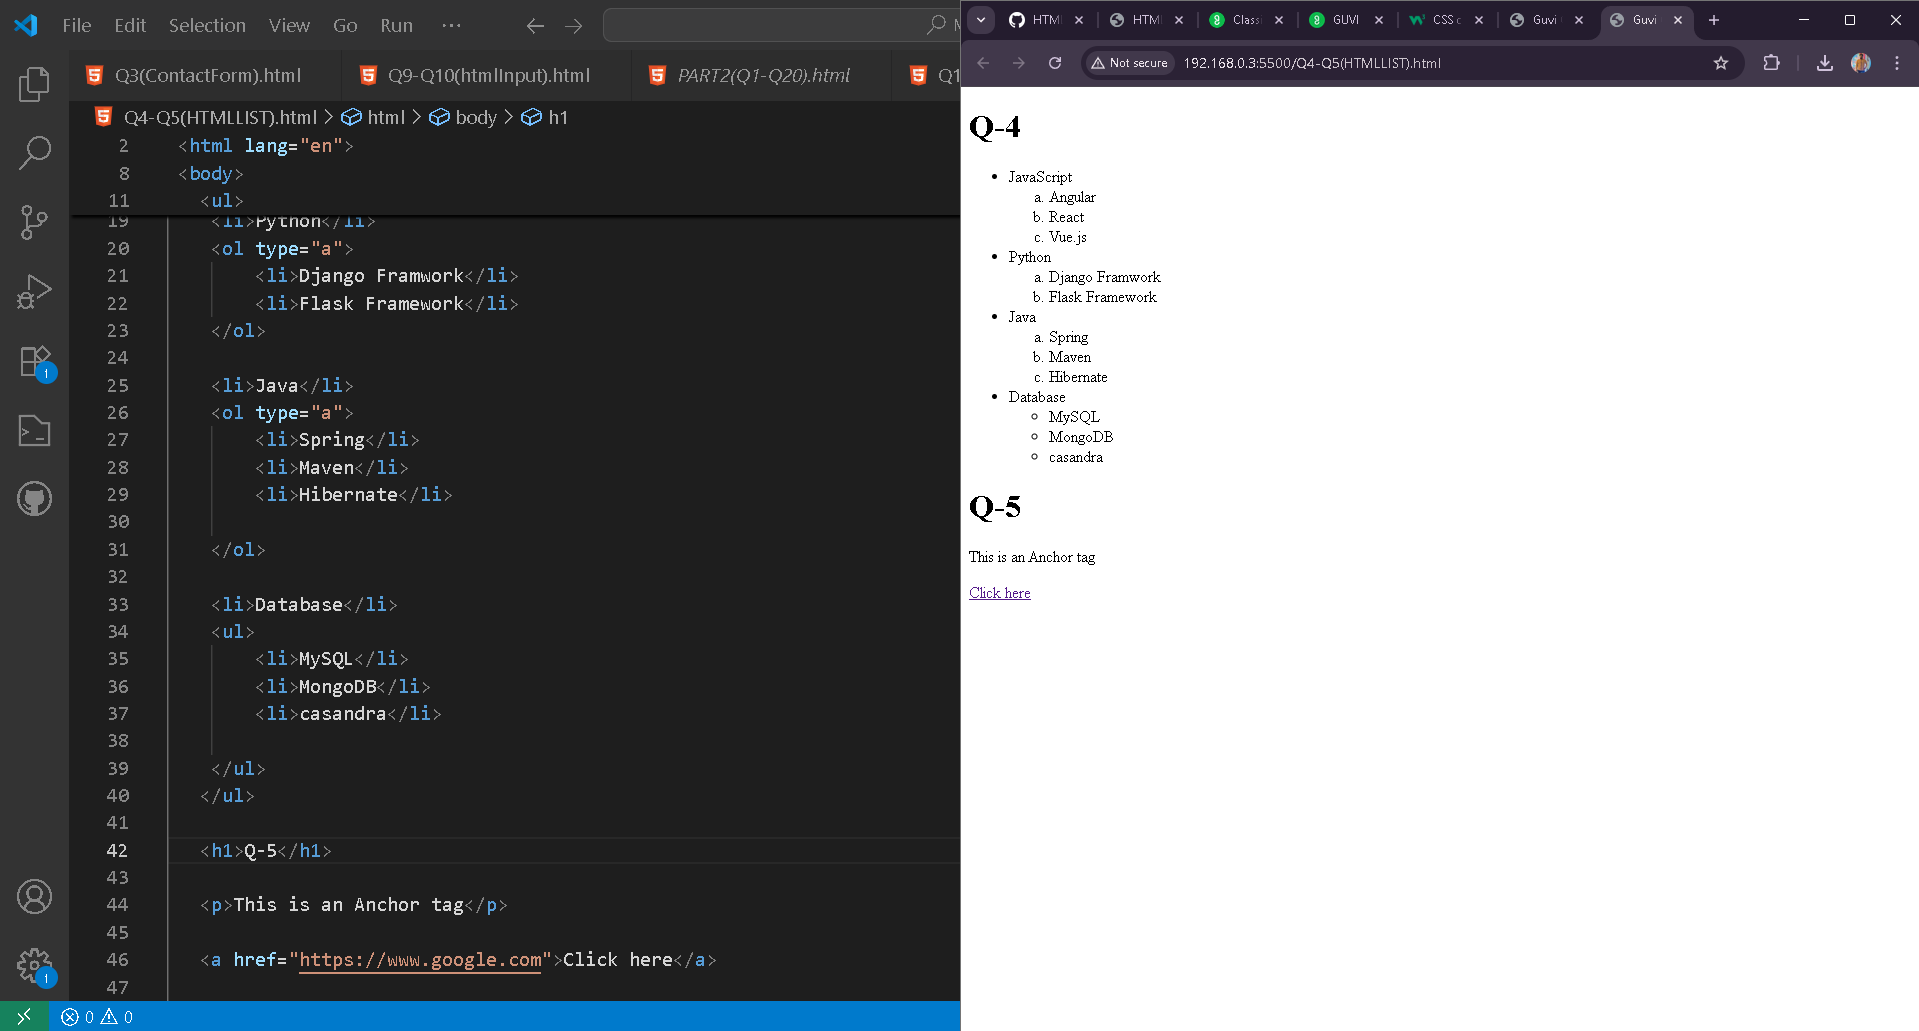 File Edit Selection View Go Run ···
Q3(ContactForm).html
Q9-Q10(htmlInput).html
PART2(Q1-Q20).html
Q1
Q4-Q5(HTMLLIST).html > html > body > h1
2 <html lang="en">
8 <body>
11 <ul>
19 <li>Python</li>
20 <ol type="a">
21 <li>Django Framwork</li>
22 <li>Flask Framework</li>
23 </ol>
24
25 <li>Java</li>
26 <ol type="a">
27 <li>Spring</li>
28 <li>Maven</li>
29 <li>Hibernate</li>
30
31 </ol>
32
33 <li>Database</li>
34 <ul>
35 <li>MySQL</li>
36 <li>MongoDB</li>
37 <li>casandra</li>
38
39 </ul>
40 </ul>
41
42 <h1>Q-5</h1>
43
44 <p>This is an Anchor tag</p>
45
46 <a href="https://www.google.com">Click here</a>
47
1
1
0 0
HTMl
HTMl
Classi
GUVI
CSS
Guvi
Guvi
Not secure 192.168.0.3:5500/Q4-Q5(HTMLLIST).html
Q-4
• JavaScript
a. Angular
b. React
c. Vue.js
• Python
a. Django Framwork
b. Flask Framework
• Java
a. Spring
b. Maven
c. Hibernate
• Database
◦ MySQL
◦ MongoDB
◦ casandra
Q-5
This is an Anchor tag
Click here